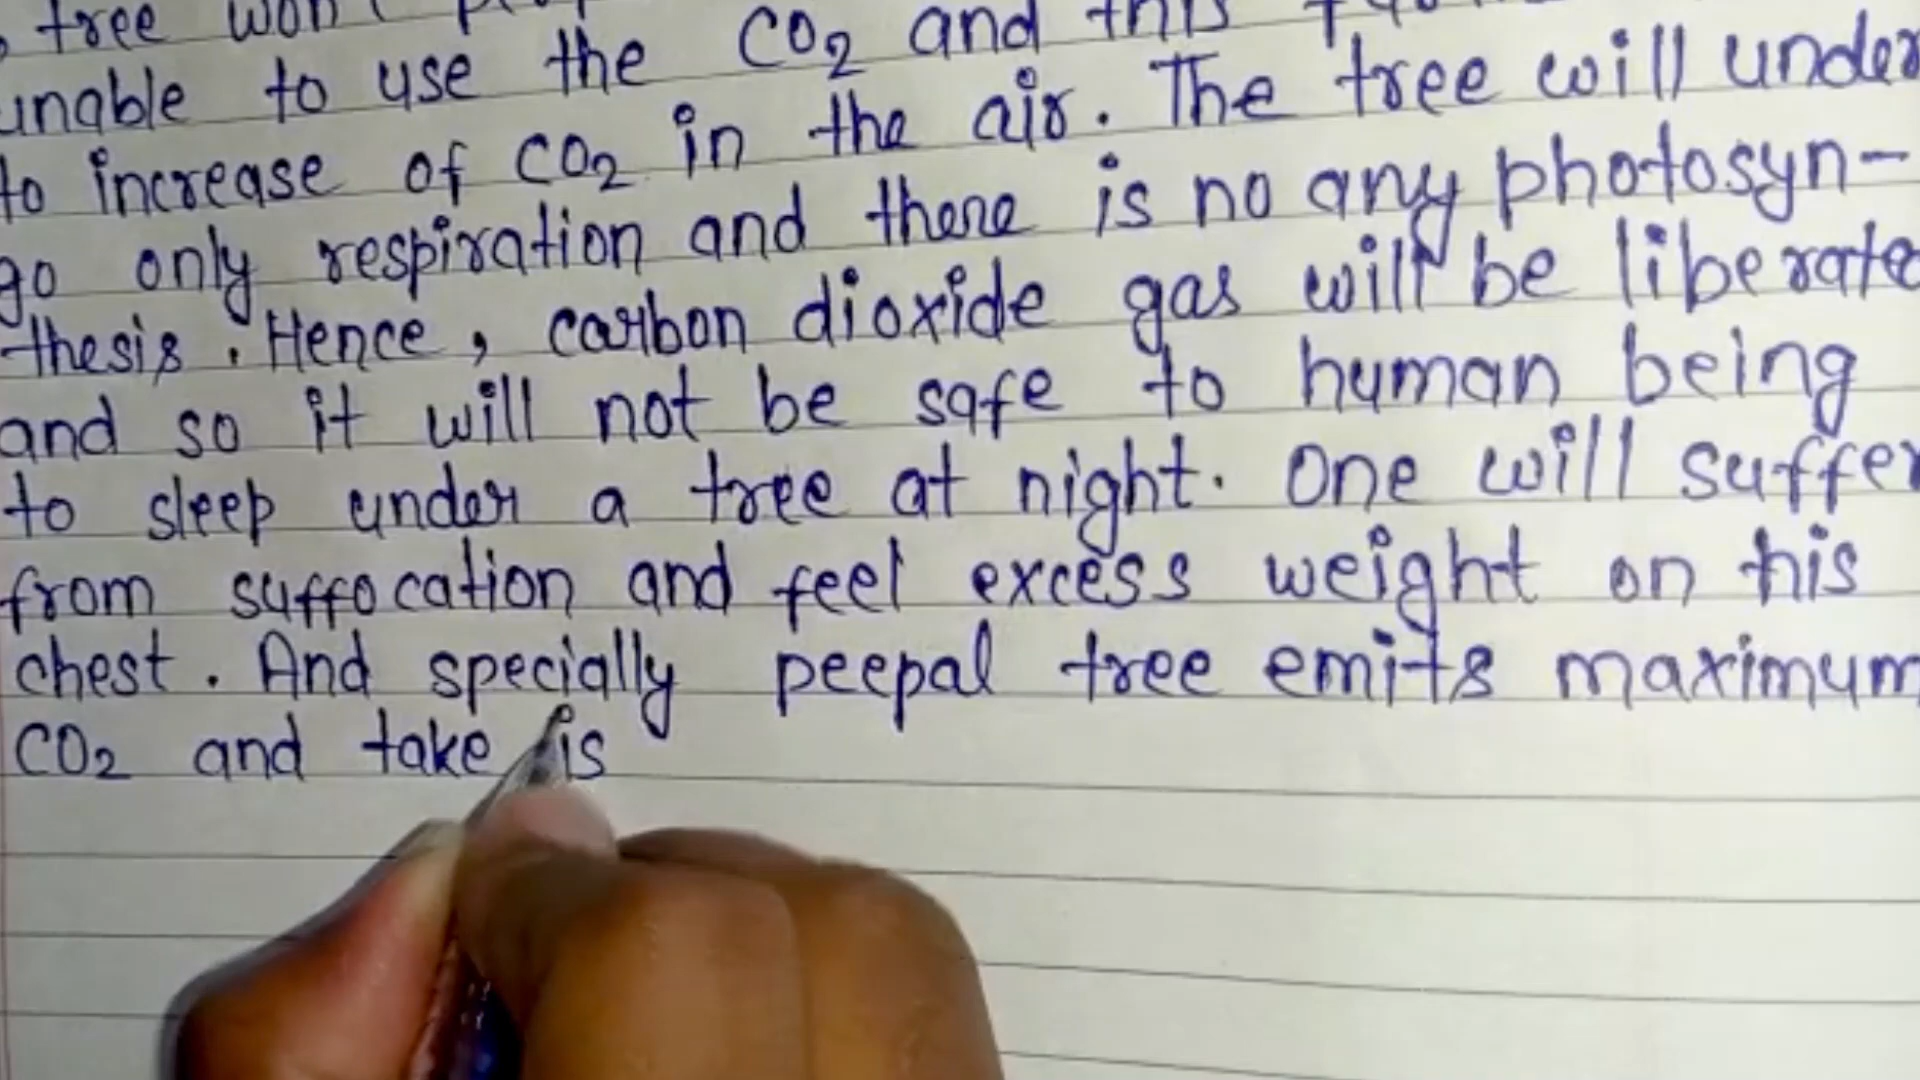 tree won't
unable to use the CO2 and this
to increase of CO2 in the air. The tree will under
go only respiration and there is no any photosyn-
thesis. Hence, carbon dioxide gas will be liberate
and so it will not be safe to human being
to sleep under a tree at night. One will suffer
from suffocation and feel excess weight on his
chest. And specially peepal tree emits maximum
CO2 and take is